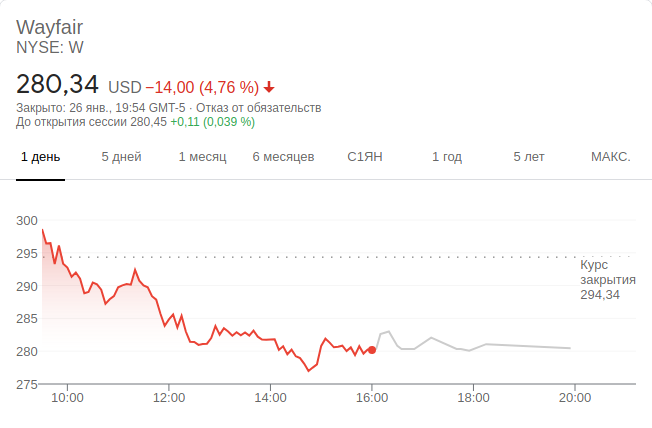 Wayfair
NYSE: W
280,34 USD −14,00 (4,76 %)
Закрыто: 26 янв., 19:54 GMT-5 · Отказ от обязательств
До открытия сессии 280,45 +0,11 (0,039 %)
1 день 5 дней 1 месяц 6 месяцев С1ЯН 1 год 5 лет МАКС.
300
295
Курс
закрытия
294,34
290
285
280
275
10:00 12:00 14:00 16:00 18:00 20:00